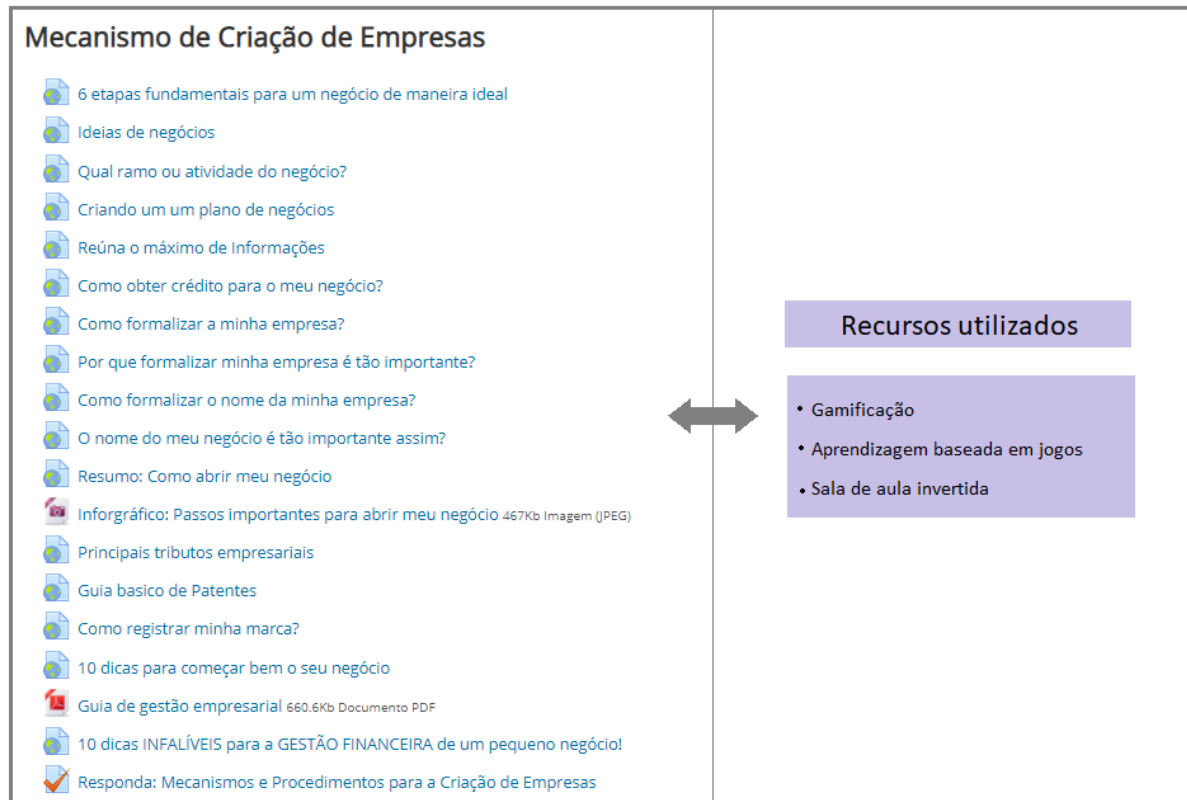 Mecanismo de Criação de Empresas
6 etapas fundamentais para um negócio de maneira ideal
Ideias de negócios
Qual ramo ou atividade do negócio?
Criando um um plano de negócios
Reúna o máximo de Informações
Como obter crédito para o meu negócio?
Como formalizar a minha empresa?
Por que formalizar minha empresa é tão importante?
Como formalizar o nome da minha empresa?
O nome do meu negócio é tão importante assim?
Resumo: Como abrir meu negócio
Inforgráfico: Passos importantes para abrir meu negócio 467Kb Imagem (JPEG)
Principais tributos empresariais
Guia basico de Patentes
Como registrar minha marca?
10 dicas para começar bem o seu negócio
Guia de gestão empresarial 660.6Kb Documento PDF
10 dicas INFALÍVEIS para a GESTÃO FINANCEIRA de um pequeno negócio!
Responda: Mecanismos e Procedimentos para a Criação de Empresas
Recursos utilizados
• Gamificação
• Aprendizagem baseada em jogos
• Sala de aula invertida